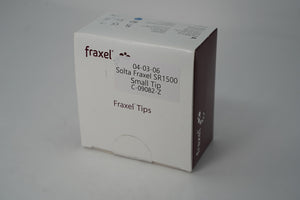 fraxel
04-03-06
Solta Fraxel SR1500
Small Tip
C-09082-Z
Fraxel Tips